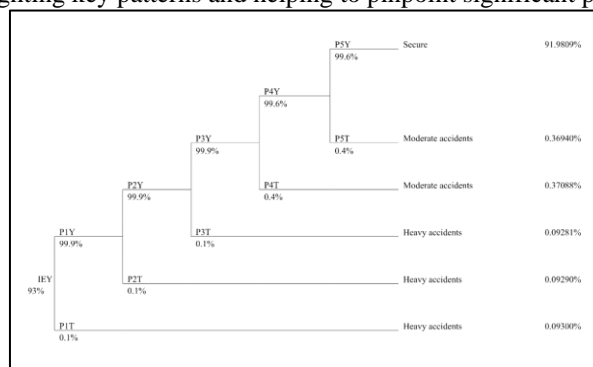 ghting key patterns and helping to pinpoint significant p
P5Y Secure 91.9809%
99.6%
P4Y
99.6%
P3Y P5T Moderate accidents 0.36940%
99.9% 0.4%
P2Y P4T Moderate accidents 0.37088%
99.9% 0.4%
P1Y P3T Heavy accidents 0.09281%
99.9% 0.1%
IEY P2T Heavy accidents 0.09290%
93% 0.1%
P1T Heavy accidents 0.09300%
0.1%